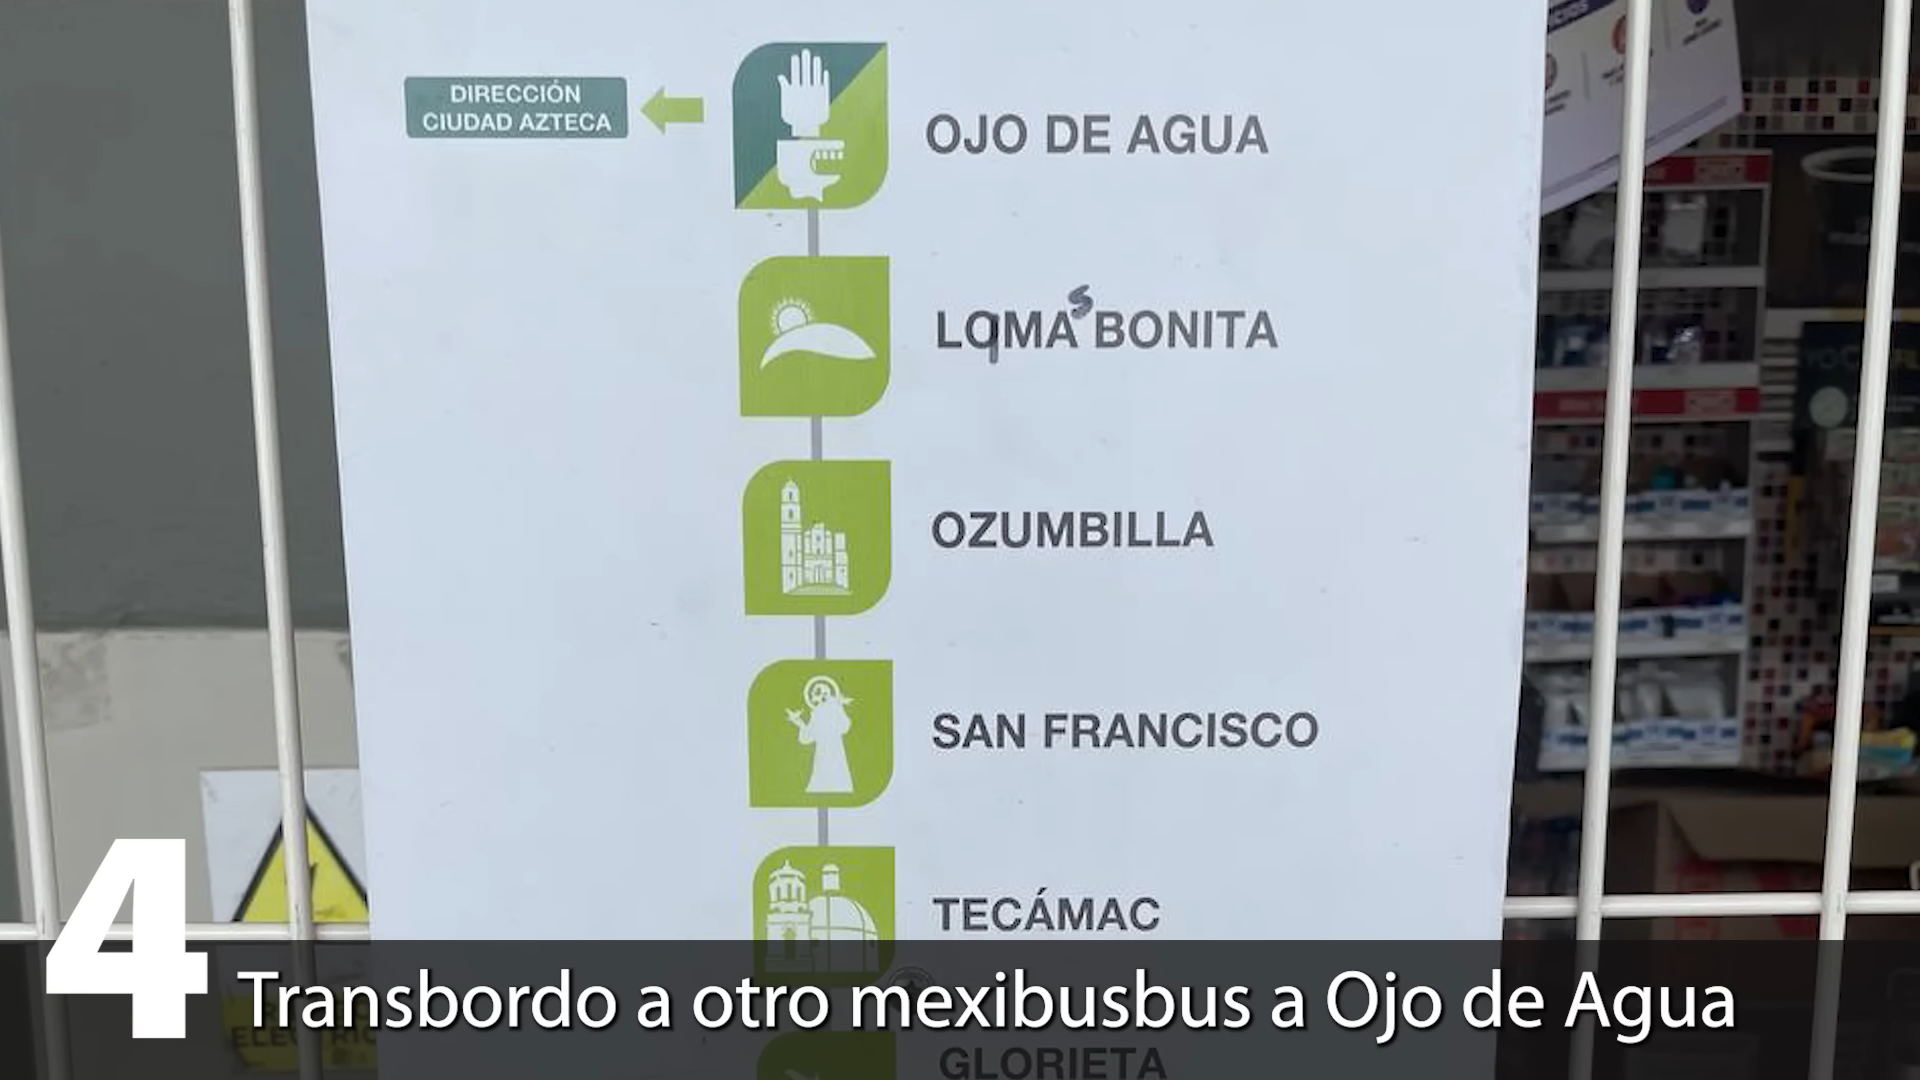 DIRECCIÓN
CIUDAD AZTECA
OJO DE AGUA
LOMA S BONITA
OZUMBILLA
SAN FRANCISCO
TECÁMAC
4
Transbordo a otro mexibusbus a Ojo de Agua
GLORIETA